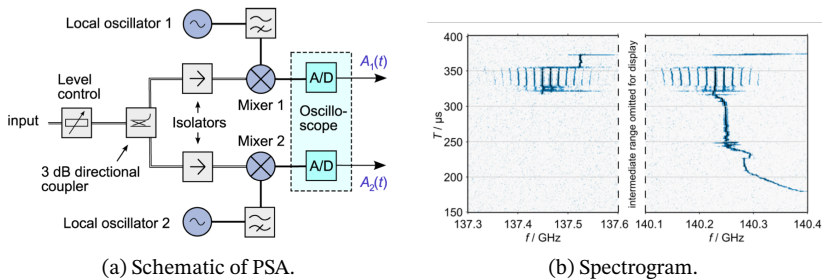 (a)
Local oscillator 1
A₁(t)
A/D
Mixer 1
Level
control
input
Isolators
Oscillo-
scope
Mixer 2
3 dB directional
coupler
A/D
A₂(t)
Local oscillator 2
(a) Schematic of PSA.
(b)
400
350
300
250
200
150
T / μs
intermediate range omitted for display
137.3 137.4 137.5 137.6 140.1 140.2 140.3 140.4
f / GHz f / GHz
(b) Spectrogram.